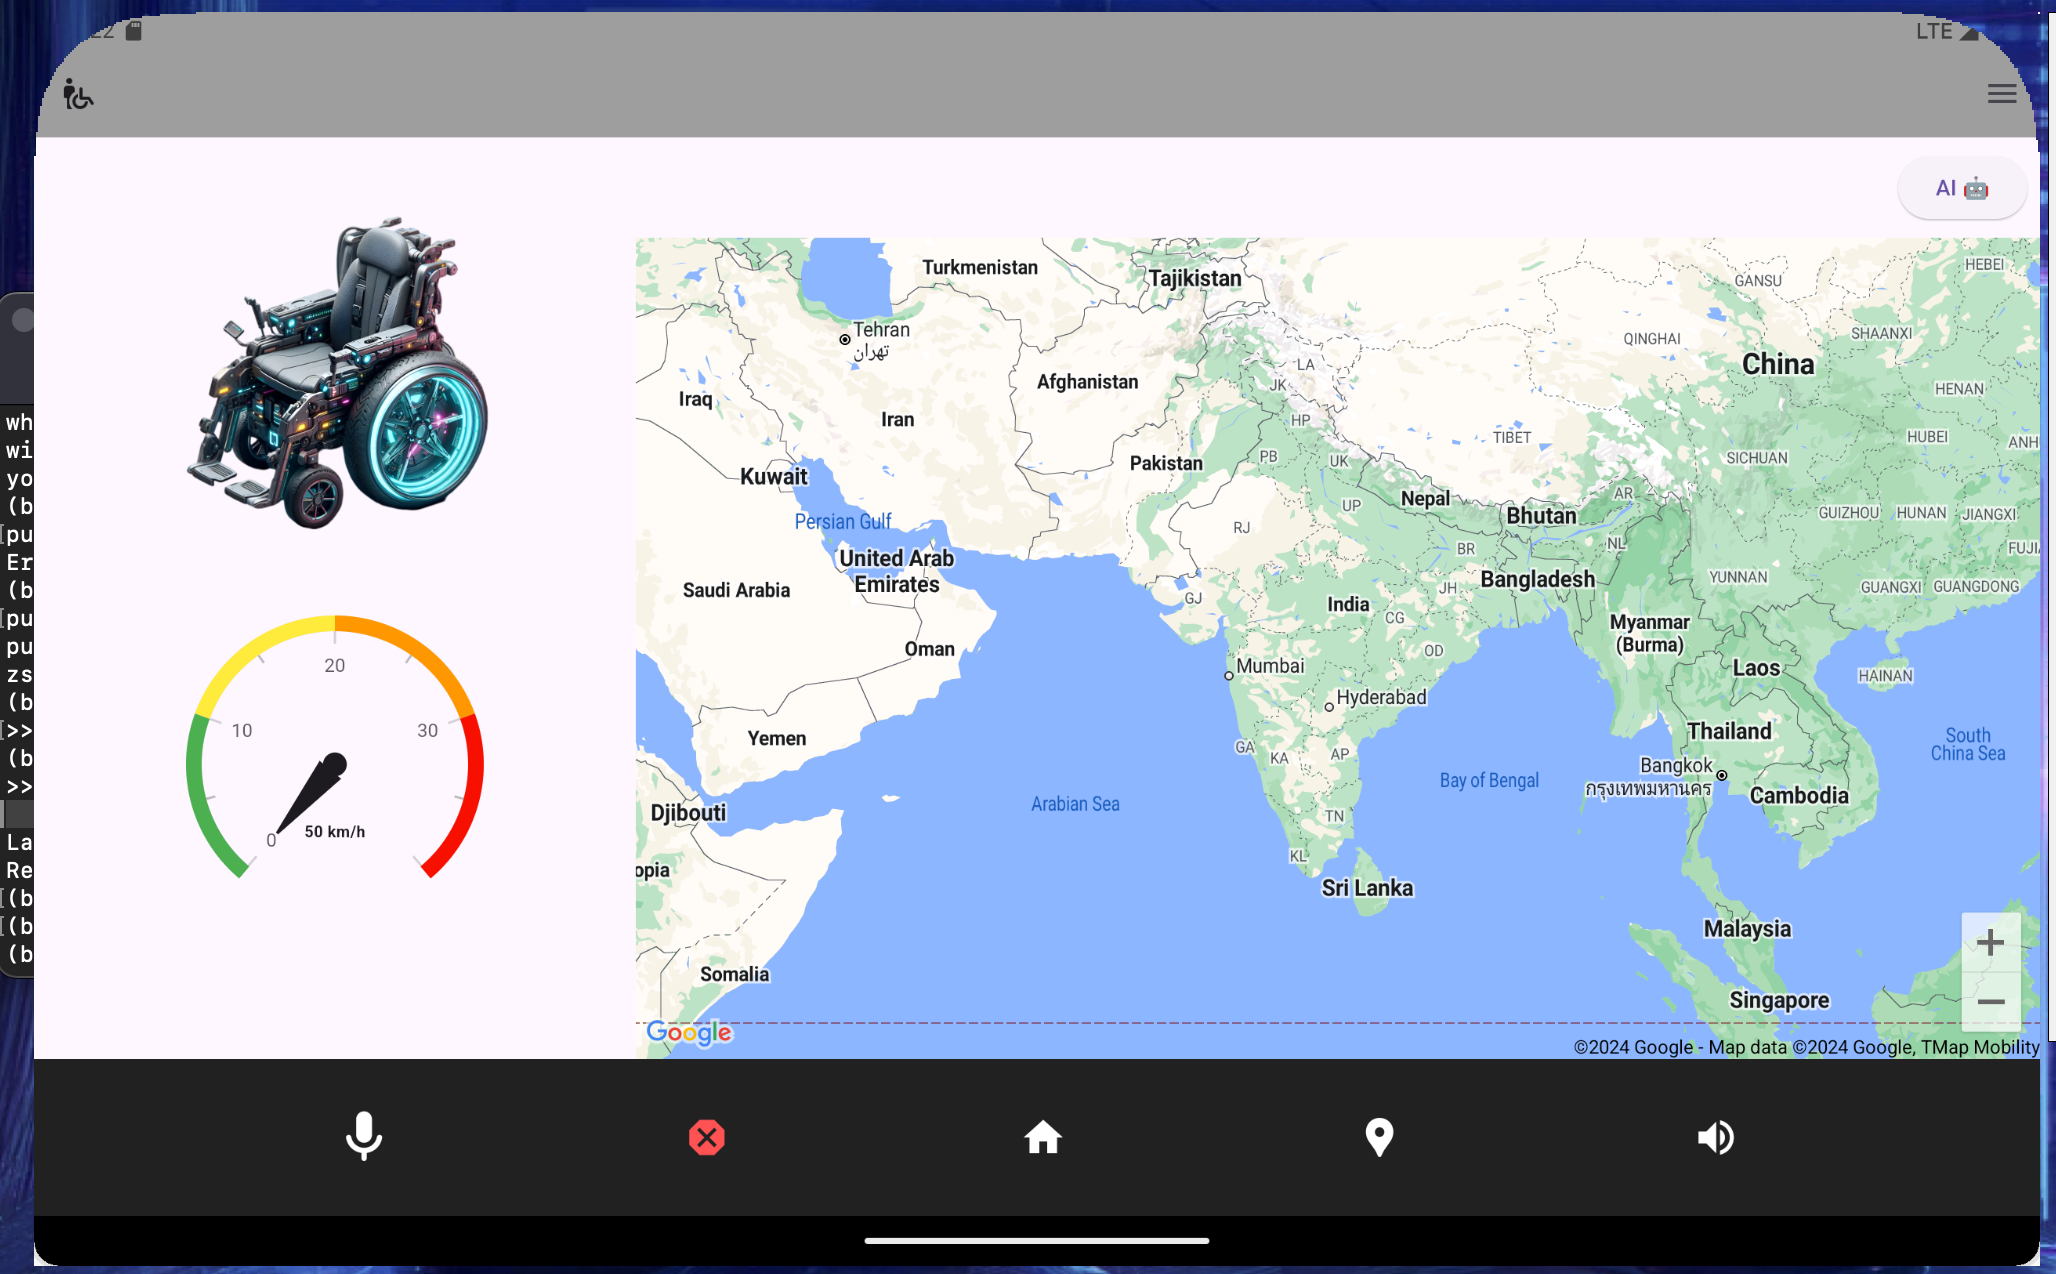 LTE
AI
Turkmenistan
Tajikistan
GANSU
HEBEI
Tehran
تهران
QINGHAI
SHAANXI
China
LA
JK
Afghanistan
Iraq
Iran
HENAN
HP
TIBET
HUBEI
ANH
PB
UK
Pakistan
SICHUAN
Kuwait
Nepal
AR
UP
Bhutan
GUIZHOU
HUNAN
JIANGXI
Persian Gulf
RJ
BR
NL
FUJI
United Arab
Emirates
Bangladesh
YUNNAN
GUANGXI
GUANGDONG
Saudi Arabia
GJ
JH
India
CG
Myanmar
(Burma)
Oman
OD
Mumbai
Laos
HAINAN
Hyderabad
Yemen
GA
KA
AP
Thailand
South
China Sea
Bangkok
กรุงเทพมหานคร
Bay of Bengal
Cambodia
Arabian Sea
Djibouti
TN
KL
opia
Sri Lanka
Malaysia
Somalia
Singapore
Google
©2024 Google - Map data ©2024 Google, TMap Mobility
20
10
30
0
50 km/h
wh
wi
yo
(b
pu
Er
(b
pu
pu
zs
(b
>>
(b
>>
La
Re
(b
(b
(b